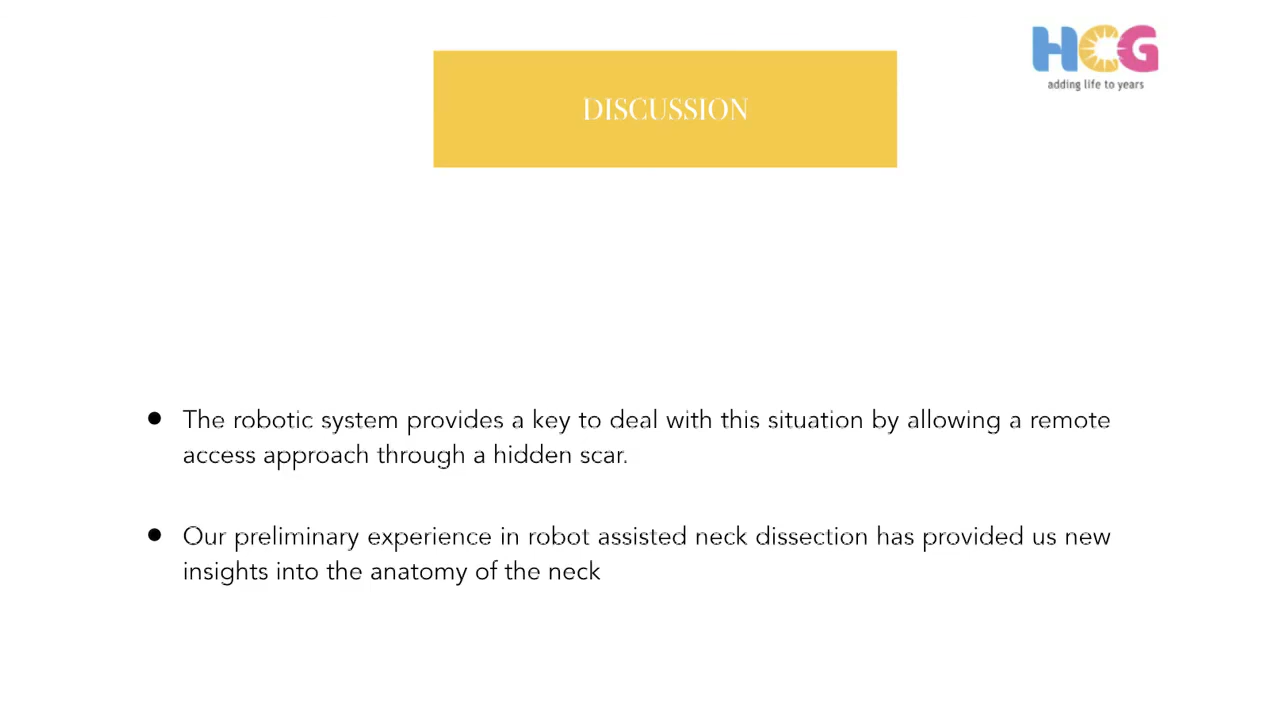 HCG
adding life to years
DISCUSSION
● The robotic system provides a key to deal with this situation by allowing a remote
access approach through a hidden scar.
● Our preliminary experience in robot assisted neck dissection has provided us new
insights into the anatomy of the neck